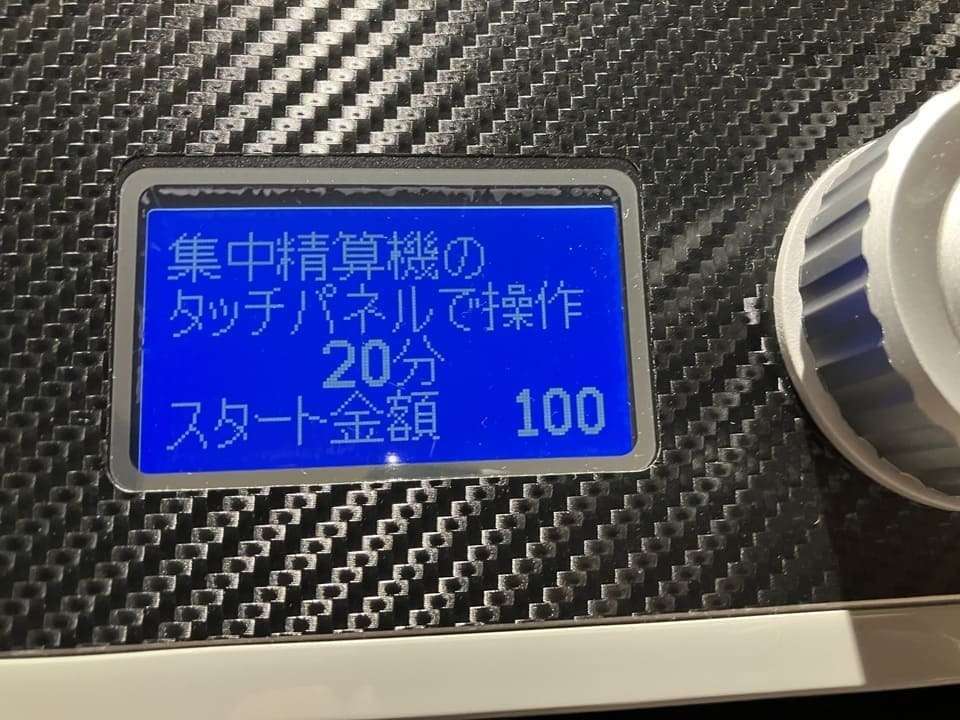 集中精算機の
タッチパネルで操作
20分
スタート金額 100